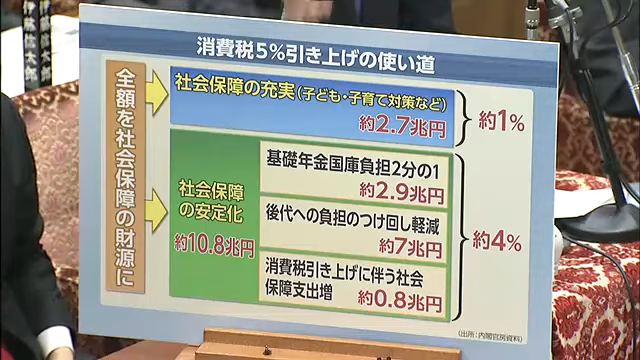 消費税5%引き上げの使い道
全額を社会保障の財源に
社会保障の充実(子ども・子育て対策など)
約2.7兆円
約1%
社会保障
の安定化
約10.8兆円
基礎年金国庫負担2分の1
約2.9兆円
後代への負担のつけ回し軽減
約7兆円
消費税引き上げに伴う社会
保障支出増
約0.8兆円
約4%
(出所:内閣官房資料)